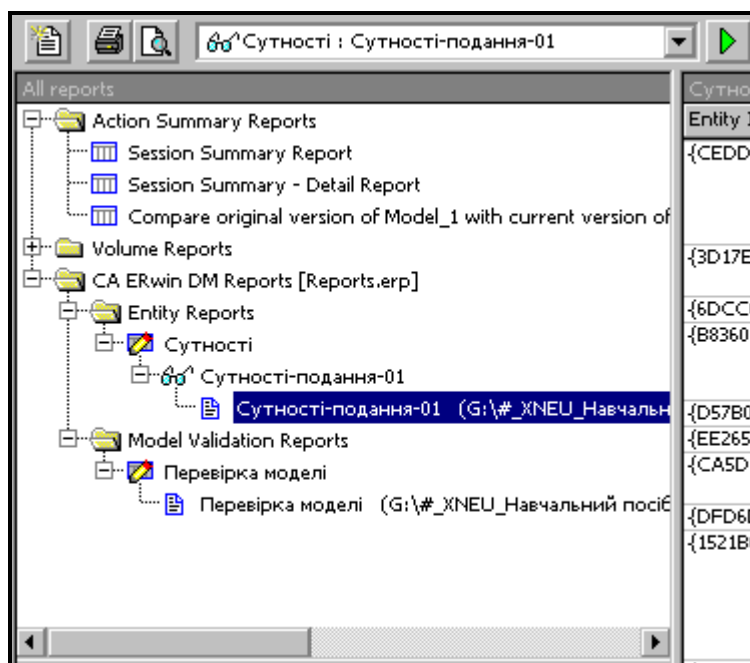 Сутності : Сутності-подання-01
All reports
Сутно
Action Summary Reports
Entity I
Session Summary Report
{CEDD
Session Summary - Detail Report
Compare original version of Model_1 with current version of
Volume Reports
{3D17E
CA ERwin DM Reports [Reports.erp]
Entity Reports
{6DCC
Сутності
{B8360
Сутності-подання-01
Сутності-подання-01 (G:\#_XNEU_Навчальн
{D57B0
Model Validation Reports
{EE265
Перевірка моделі
{CA5D
Перевірка моделі (G:\#_XNEU_Навчальний посіб
{DFD6
{1521B